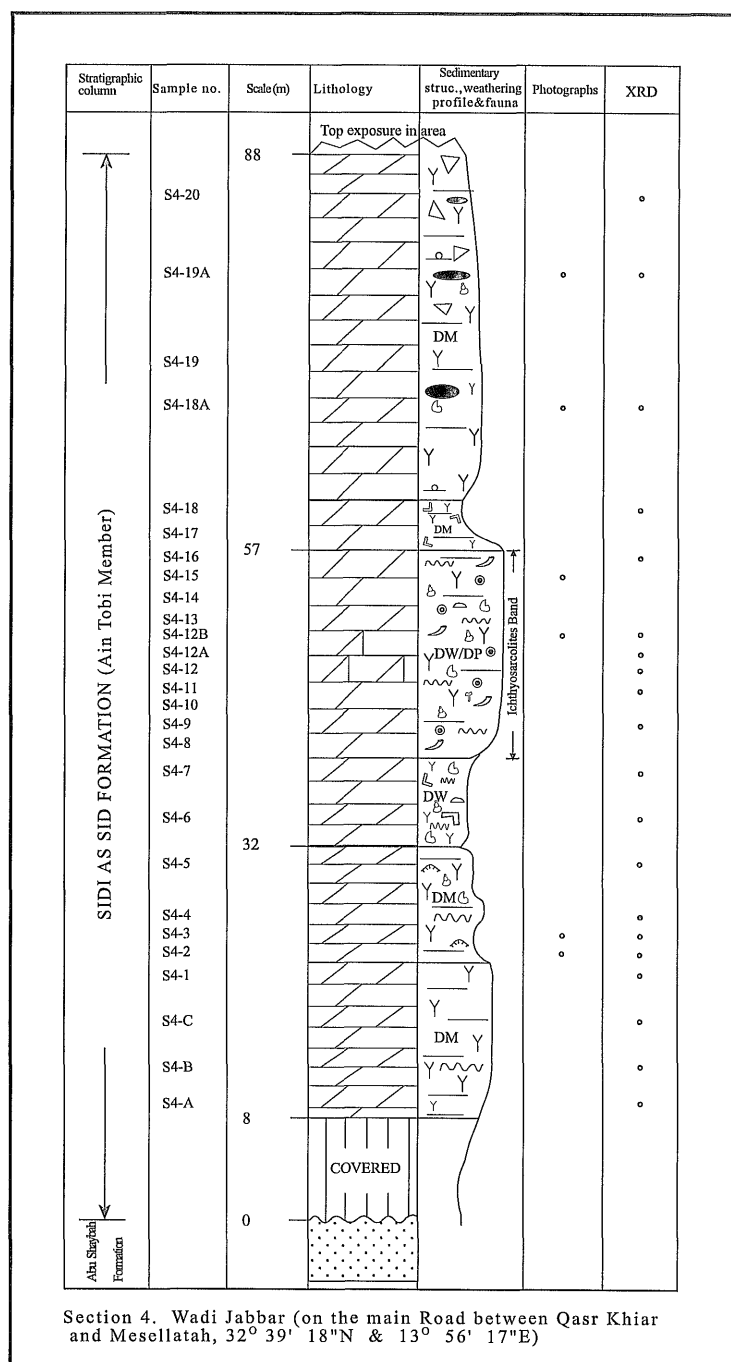 Stratigraphic column
Sample no.
Scale (m)
Lithology
Sedimentary
struc., weathering
profile & fauna
Photographs
XRD
Top exposure in area
88
S4-20
S4-19A
DM
S4-19
S4-18A
S4-18
S4-17
DM
57
S4-16
S4-15
S4-14
S4-13
S4-12B
S4-12A
DW/DP
S4-12
S4-11
S4-10
S4-9
S4-8
Ichthyosarcolites Band
S4-7
DW
S4-6
32
S4-5
DM
S4-4
S4-3
S4-2
S4-1
S4-C
DM
S4-B
S4-A
8
COVERED
0
SIDI AS SID FORMATION (Ain Tobi Member)
Abu Shaybah
Formation
Section 4. Wadi Jabbar (on the main Road between Qasr Khiar
and Mesellatah, 32° 39' 18"N & 13° 56' 17"E)